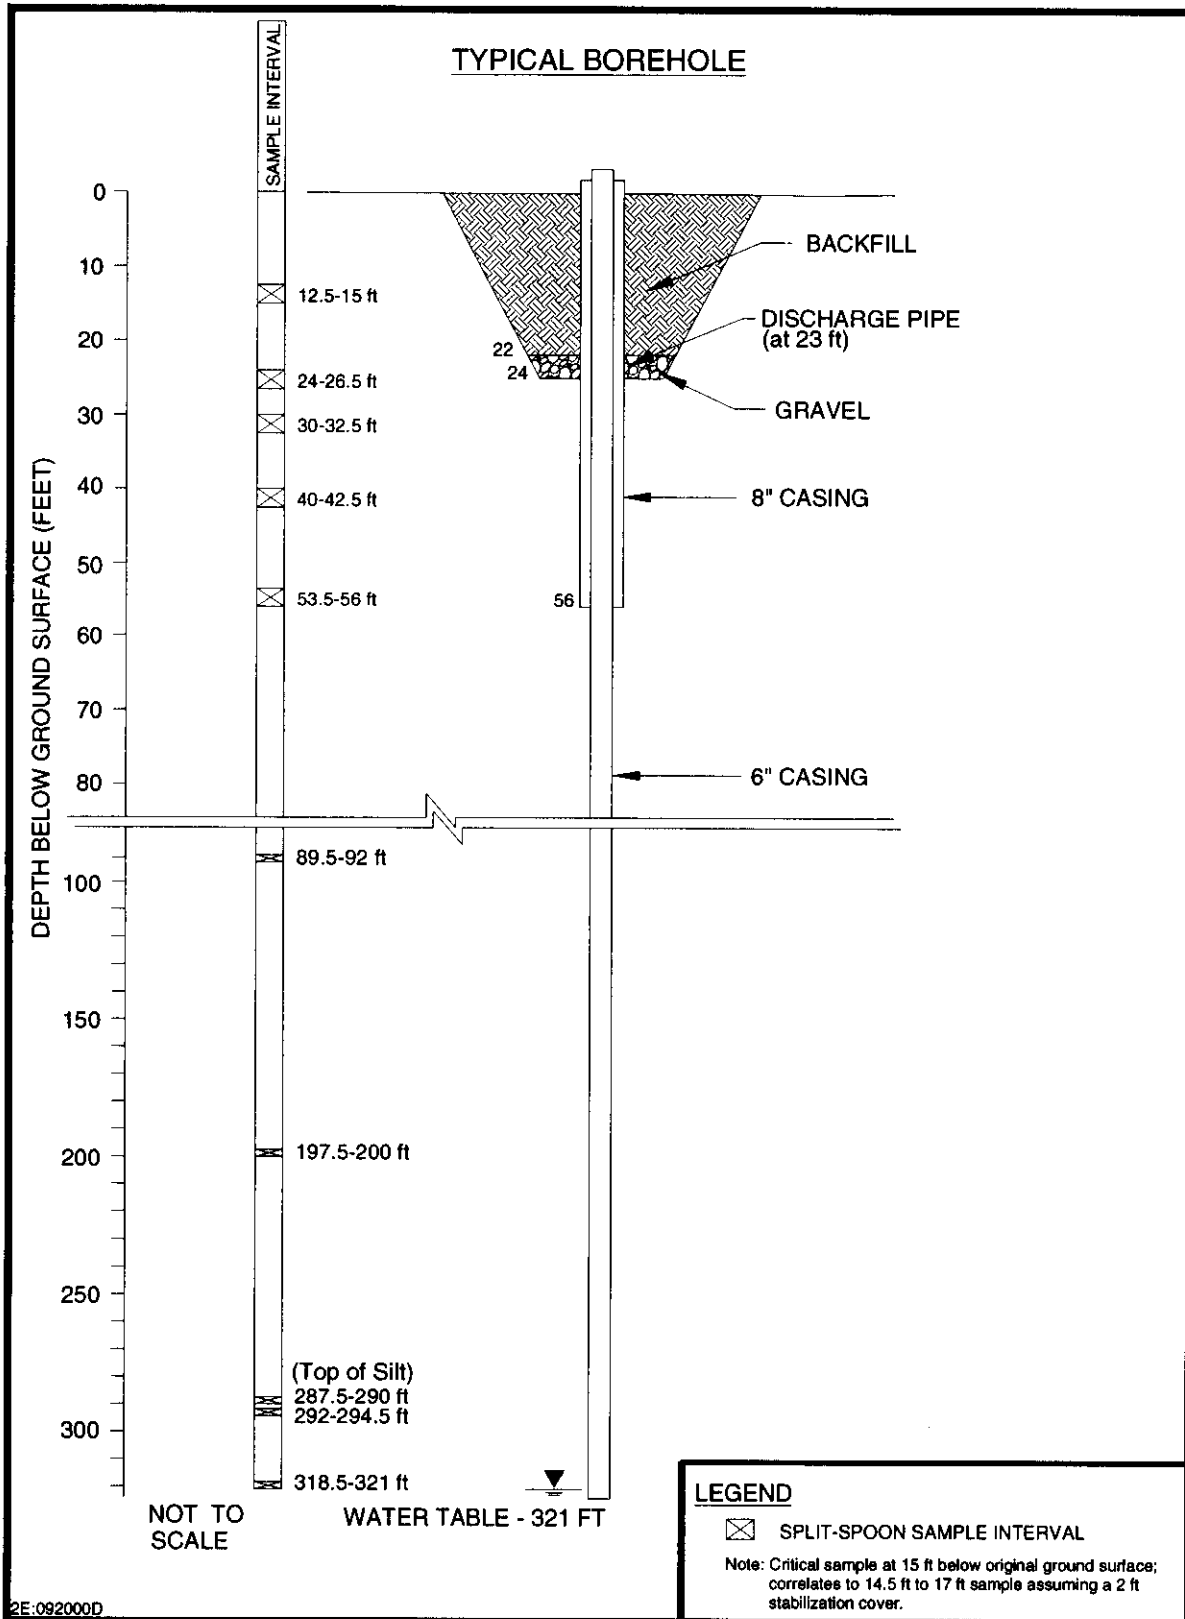 TYPICAL BOREHOLE
SAMPLE INTERVAL
DEPTH BELOW GROUND SURFACE (FEET)
0
10
20
30
40
50
60
70
80
100
150
200
250
300
12.5-15 ft
24-26.5 ft
30-32.5 ft
40-42.5 ft
53.5-56 ft
89.5-92 ft
197.5-200 ft
(Top of Silt)
287.5-290 ft
292-294.5 ft
318.5-321 ft
22
24
56
BACKFILL
DISCHARGE PIPE
(at 23 ft)
GRAVEL
8" CASING
6" CASING
NOT TO
SCALE
WATER TABLE - 321 FT
LEGEND
SPLIT-SPOON SAMPLE INTERVAL
Note: Critical sample at 15 ft below original ground surface;
correlates to 14.5 ft to 17 ft sample assuming a 2 ft
stabilization cover.
2E:092000D